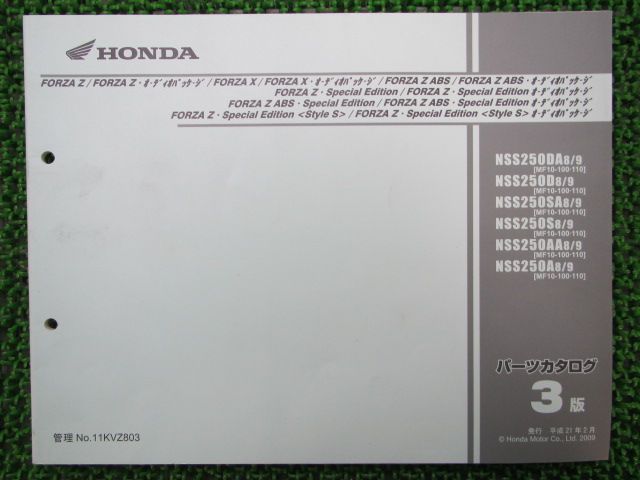 HONDA
FORZA Z / FORZA Z・ｵｰﾃﾞｨｵﾊﾟｯｹｰｼﾞ / FORZA X / FORZA X・ｵｰﾃﾞｨｵﾊﾟｯｹｰｼﾞ / FORZA Z ABS / FORZA Z ABS・ｵｰﾃﾞｨｵﾊﾟｯｹｰｼﾞ
FORZA Z・Special Edition / FORZA Z・Special Edition ｵｰﾃﾞｨｵﾊﾟｯｹｰｼﾞ
FORZA Z ABS・Special Edition / FORZA Z ABS・Special Edition ｵｰﾃﾞｨｵﾊﾟｯｹｰｼﾞ
FORZA Z・Special Edition <Style S> / FORZA Z・Special Edition <Style S> ｵｰﾃﾞｨｵﾊﾟｯｹｰｼﾞ
NSS250DA8/9
[MF10-100・110]
NSS250D8/9
[MF10-100・110]
NSS250SA8/9
[MF10-100・110]
NSS250S8/9
[MF10-100・110]
NSS250AA8/9
[MF10-100・110]
NSS250A8/9
[MF10-100・110]
パーツカタログ
3版
発行 平成21年2月
© Honda Motor Co., Ltd. 2009
管理 No.11KVZ803